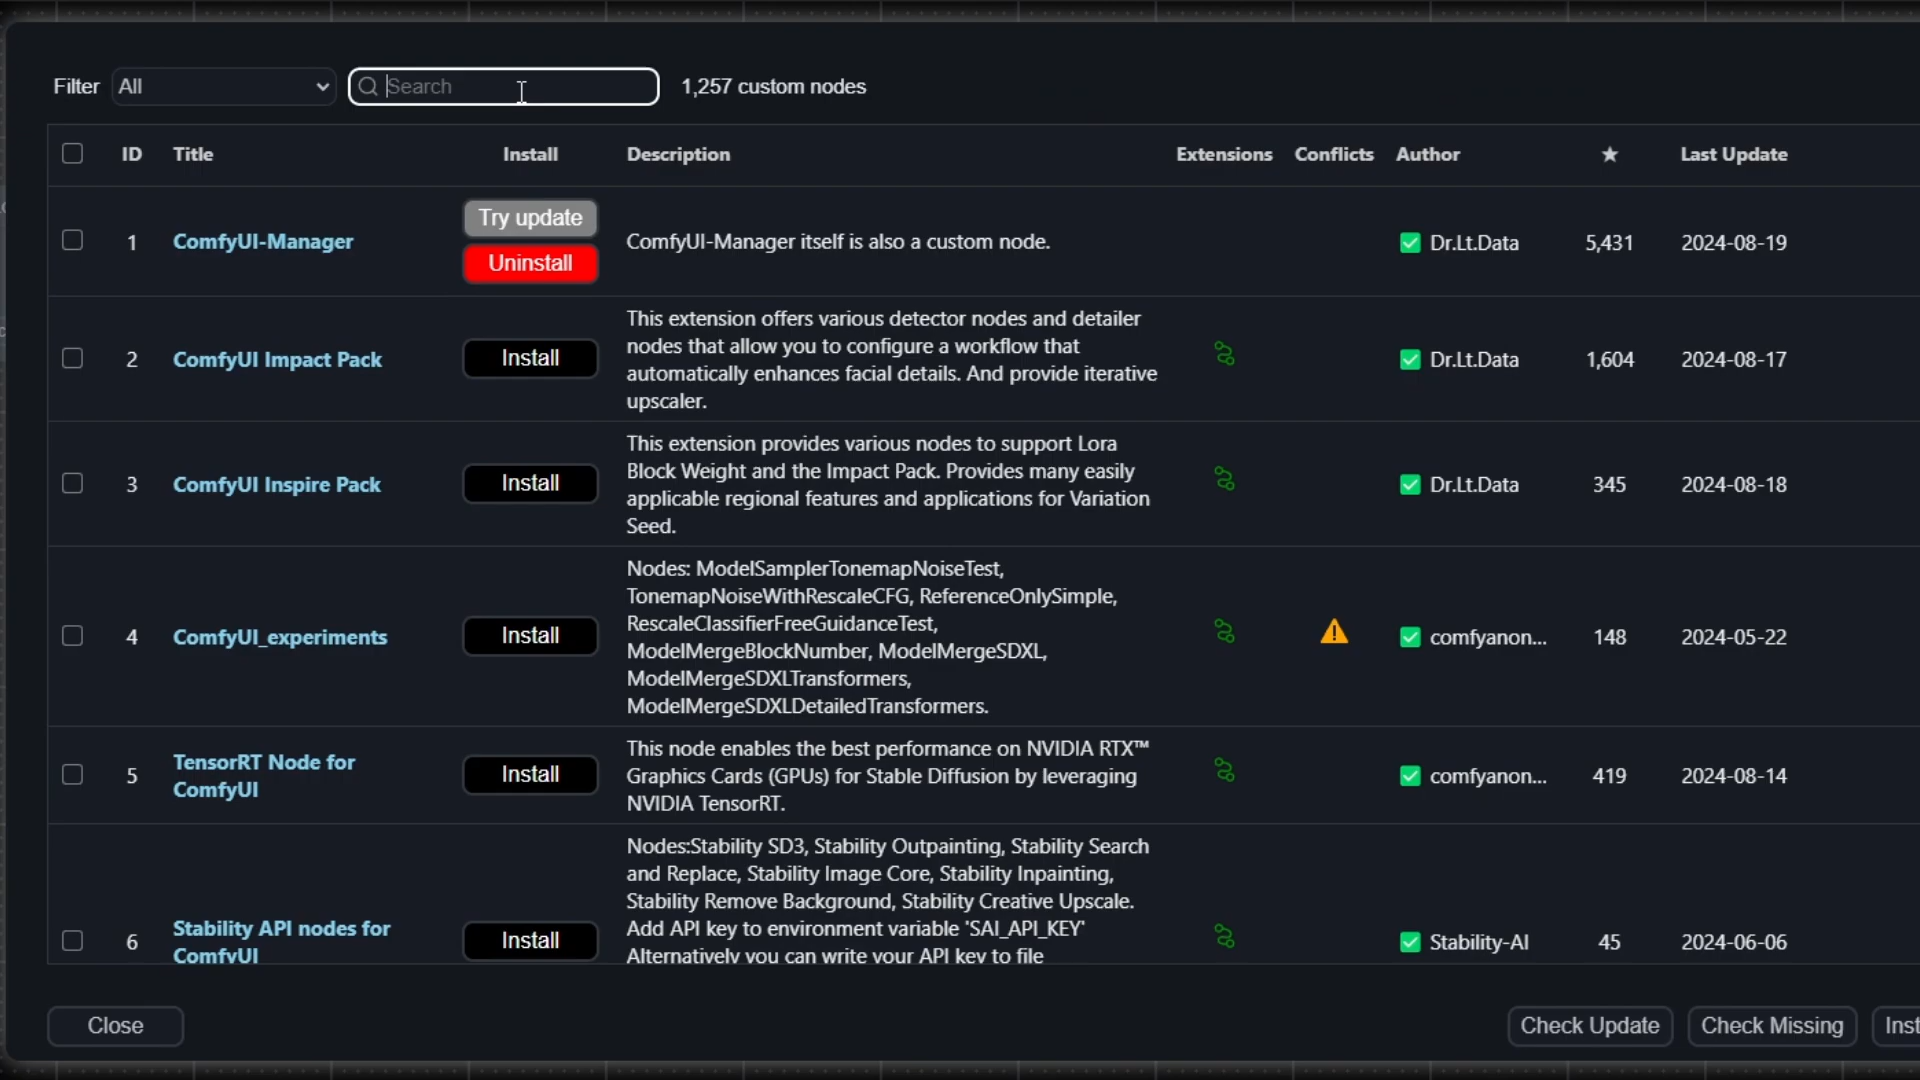 Filter All Search 1,257 custom nodes
ID Title Install Description Extensions Conflicts Author ★ Last Update
1 ComfyUI-Manager Try update Uninstall ComfyUI-Manager itself is also a custom node. Dr.Lt.Data 5,431 2024-08-19
2 ComfyUI Impact Pack Install
This extension offers various detector nodes and detailer
nodes that allow you to configure a workflow that
automatically enhances facial details. And provide iterative
upscaler.
Dr.Lt.Data 1,604 2024-08-17
3 ComfyUI Inspire Pack Install
This extension provides various nodes to support Lora
Block Weight and the Impact Pack. Provides many easily
applicable regional features and applications for Variation
Seed.
Dr.Lt.Data 345 2024-08-18
4 ComfyUI_experiments Install
Nodes: ModelSamplerTonemapNoiseTest,
TonemapNoiseWithRescaleCFG, ReferenceOnlySimple,
RescaleClassifierFreeGuidanceTest,
ModelMergeBlockNumber, ModelMergeSDXL,
ModelMergeSDXLTransformers,
ModelMergeSDXLDetailedTransformers.
comfyanon... 148 2024-05-22
5 TensorRT Node for
ComfyUI
Install
This node enables the best performance on NVIDIA RTX™
Graphics Cards (GPUs) for Stable Diffusion by leveraging
NVIDIA TensorRT.
comfyanon... 419 2024-08-14
6 Stability API nodes for
ComfyUI
Install
Nodes:Stability SD3, Stability Outpainting, Stability Search
and Replace, Stability Image Core, Stability Inpainting,
Stability Remove Background, Stability Creative Upscale.
Add API key to environment variable 'SAI_API_KEY'
Alternatively you can write your API key to file
Stability-AI 45 2024-06-06
Close Check Update Check Missing Inst